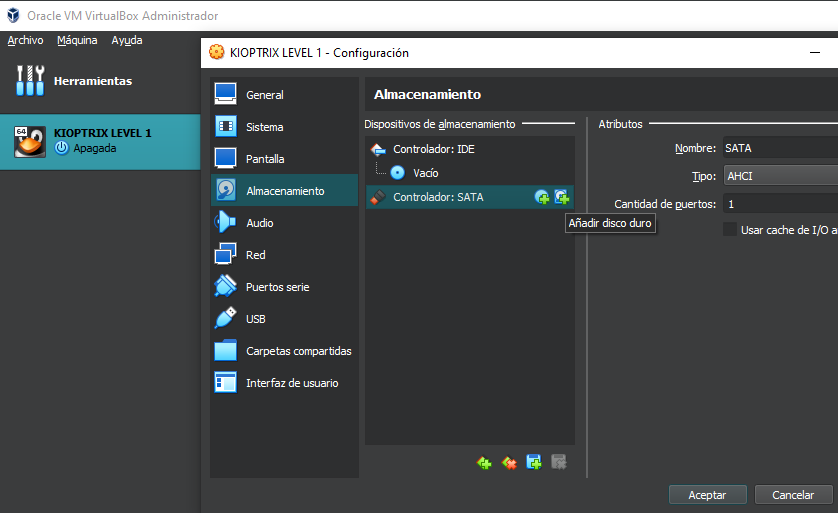 Oracle VM VirtualBox Administrador
Archivo Máquina Ayuda
Herramientas
64
KIOPTRIX LEVEL 1
Apagada
KIOPTRIX LEVEL 1 - Configuración
General
Sistema
Pantalla
Almacenamiento
Audio
Red
Puertos serie
USB
Carpetas compartidas
Interfaz de usuario
Almacenamiento
Dispositivos de almacenamiento
Controlador: IDE
Vacío
Controlador: SATA
Añadir disco duro
Atributos
Nombre: SATA
Tipo: AHCI
Cantidad de puertos: 1
Usar cache de I/O a
Aceptar Cancelar